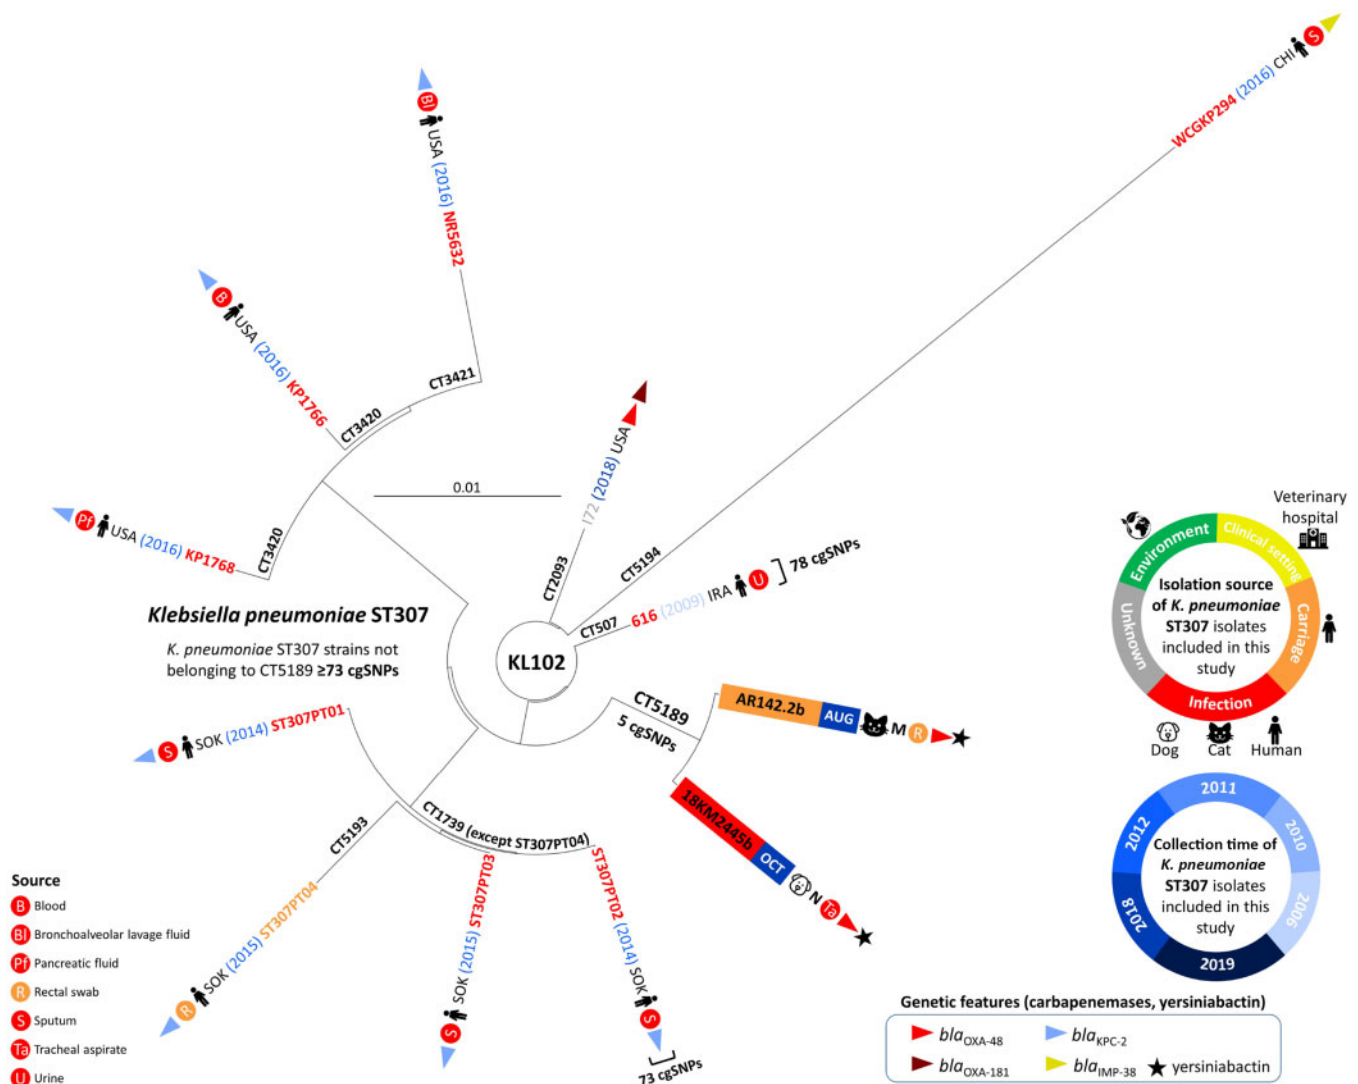 WCGKP294 (2016) CHI S
Bl USA (2016) NR5632
B USA (2016) KP1766
Pf USA (2016) KP1768
CT3421
CT3420
CT3420
0.01
I72 (2018) USA
CT2093
CT5194
CT507 616 (2009) IRA U 78 cgSNPs
KL102
Klebsiella pneumoniae ST307
K. pneumoniae ST307 strains not
belonging to CT5189 ≥73 cgSNPs
CT5189
5 cgSNPs
AR142.2b AUG M R
18KM2445b OCT N Ta
S SOK (2014) ST307PT01
CT1739 (except ST307PT04)
CT5193
R SOK (2015) ST307PT04
S SOK (2015) ST307PT03
ST307PT02 (2014) SOK S
73 cgSNPs
Source
B Blood
Bl Bronchoalveolar lavage fluid
Pf Pancreatic fluid
R Rectal swab
S Sputum
Ta Tracheal aspirate
U Urine
Veterinary
hospital
Environment
Clinical setting
Carriage
Infection
Unknown
Isolation source
of K. pneumoniae
ST307 isolates
included in this
study
Dog Cat Human
2011
2010
2006
2019
2018
2012
Collection time of
K. pneumoniae
ST307 isolates
included in this
study
Genetic features (carbapenemases, yersiniabactin)
blaOXA-48 blaKPC-2
blaOXA-181 blaIMP-38 yersiniabactin